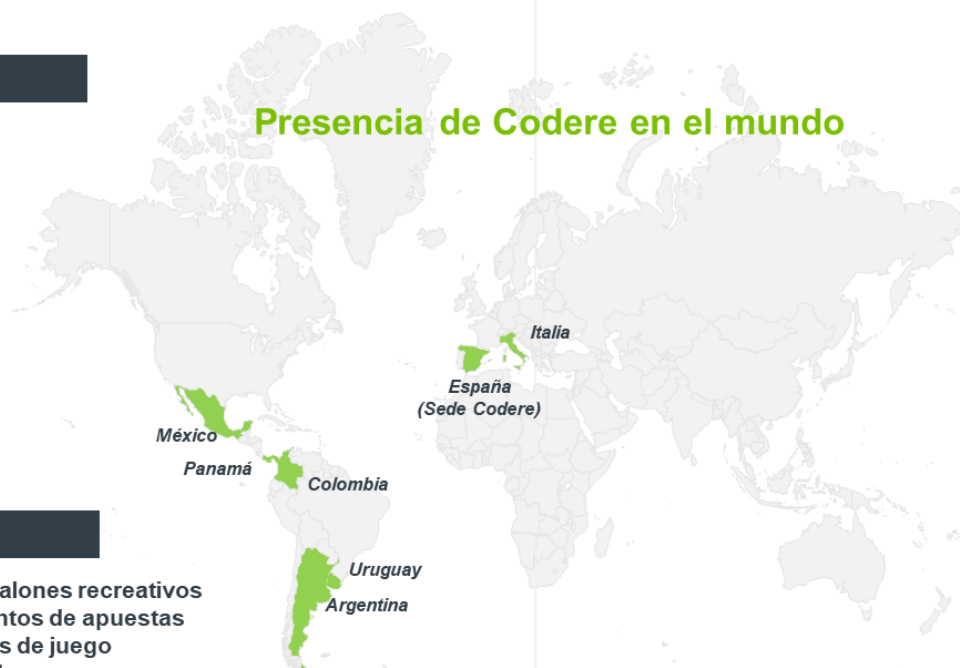 Presencia de Codere en el mundo
Italia
España
(Sede Codere)
México
Panamá
Colombia
Uruguay
Argentina
alones recreativos
ntos de apuestas
s de juego